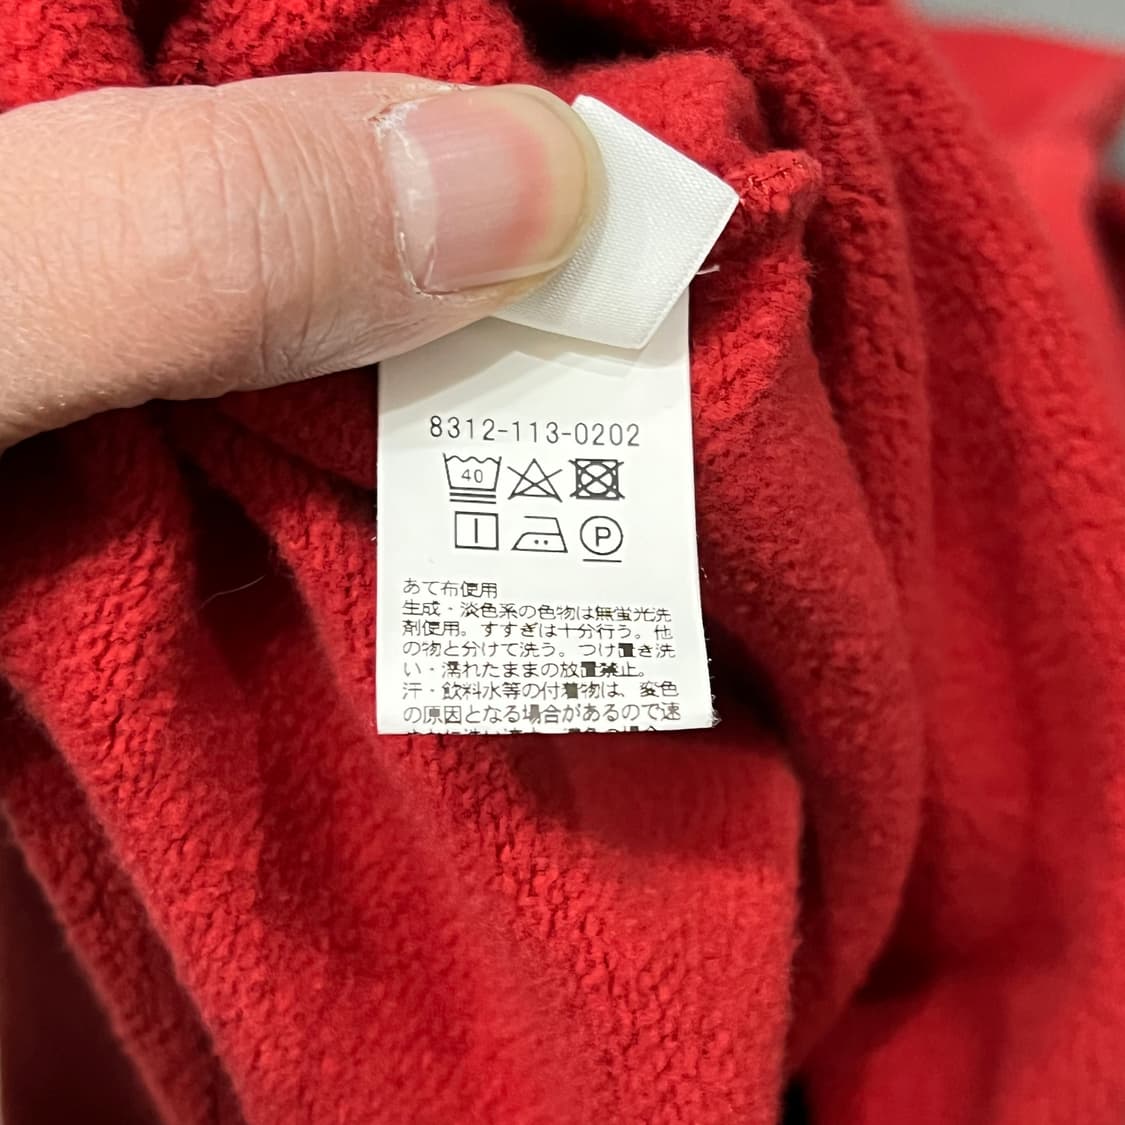 8312-113-0202
40
P
あて布使用
生成・淡色系の色物は無蛍光洗
剤使用。すすぎは十分行う。他
の物と分けて洗う。つけ置き洗
い・濡れたままの放置禁止。
汗・飲料水等の付着物は、変色
の原因となる場合があるので速